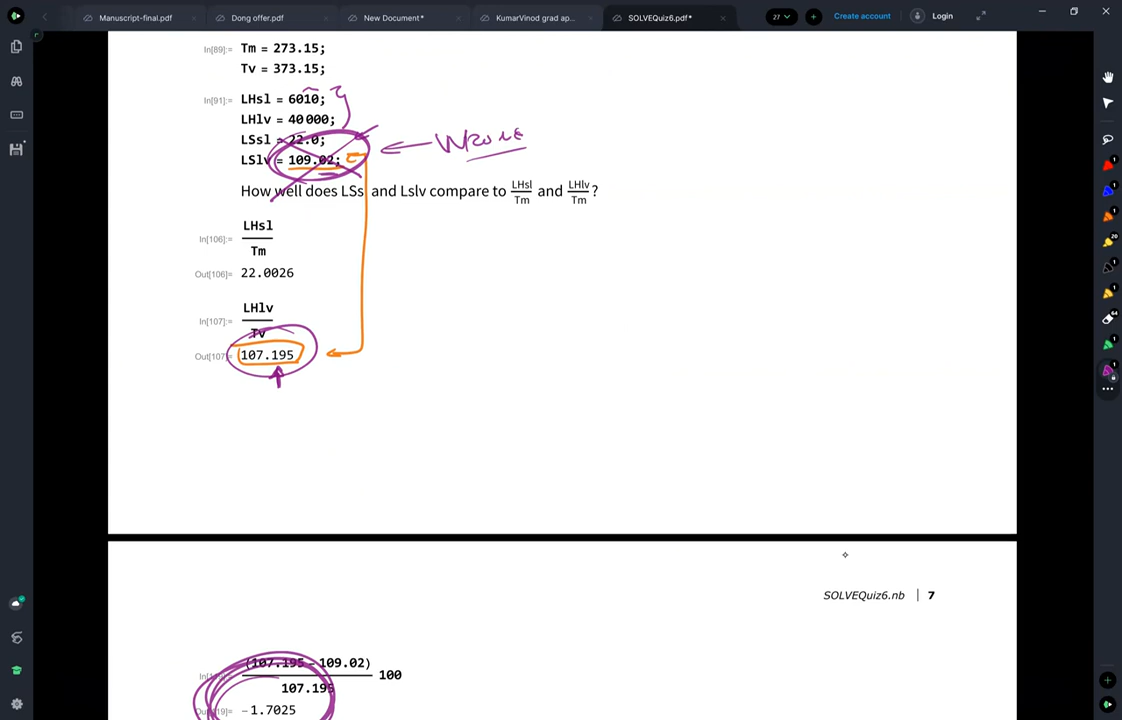 Manuscript-final.pdf
Dong offer.pdf
New Document*
KumarVinod grad ap...
SOLVEQuiz6.pdf*
27
Create account
Login
In[89]:= Tm = 273.15;
Tv = 373.15;
In[91]:= LHsl = 6010;
LHlv = 40 000;
LSsl = 22.0;
LSlv = 109.02;
Wrong
How well does LSsl and Lslv compare to LHsl/Tm and LHlv/Tm?
In[106]:= LHsl
Tm
Out[106]= 22.0026
In[107]:= LHlv
Tv
Out[107]= 107.195
SOLVEQuiz6.nb | 7
(107.195 - 109.02)
100
107.195
-1.7025